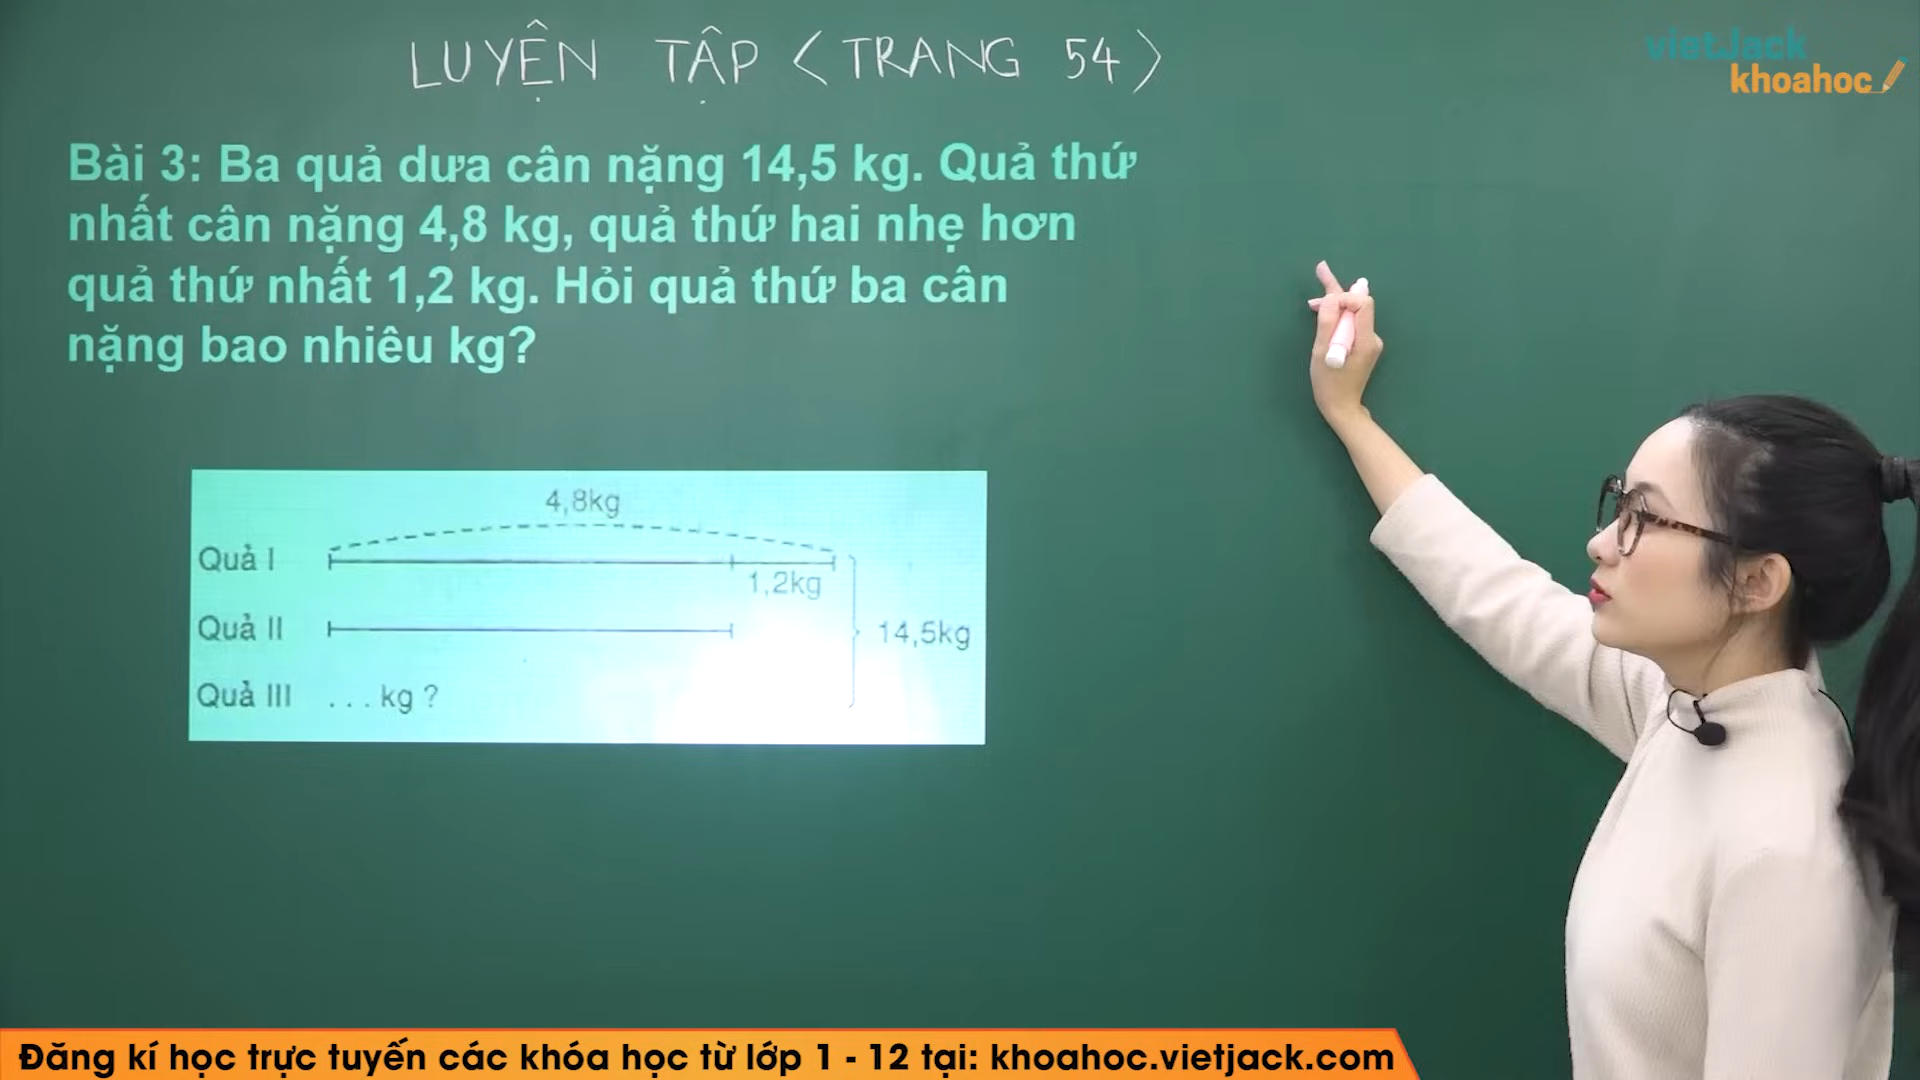 LUYỆN TẬP <TRANG 54>
vietJack
khoahoc
Bài 3: Ba quả dưa cân nặng 14,5 kg. Quả thứ
nhất cân nặng 4,8 kg, quả thứ hai nhẹ hơn
quả thứ nhất 1,2 kg. Hỏi quả thứ ba cân
nặng bao nhiêu kg?
4,8kg
Quả I
1,2kg
Quả II
14,5kg
Quả III ... kg ?
Đăng kí học trực tuyến các khóa học từ lớp 1 - 12 tại: khoahoc.vietjack.com